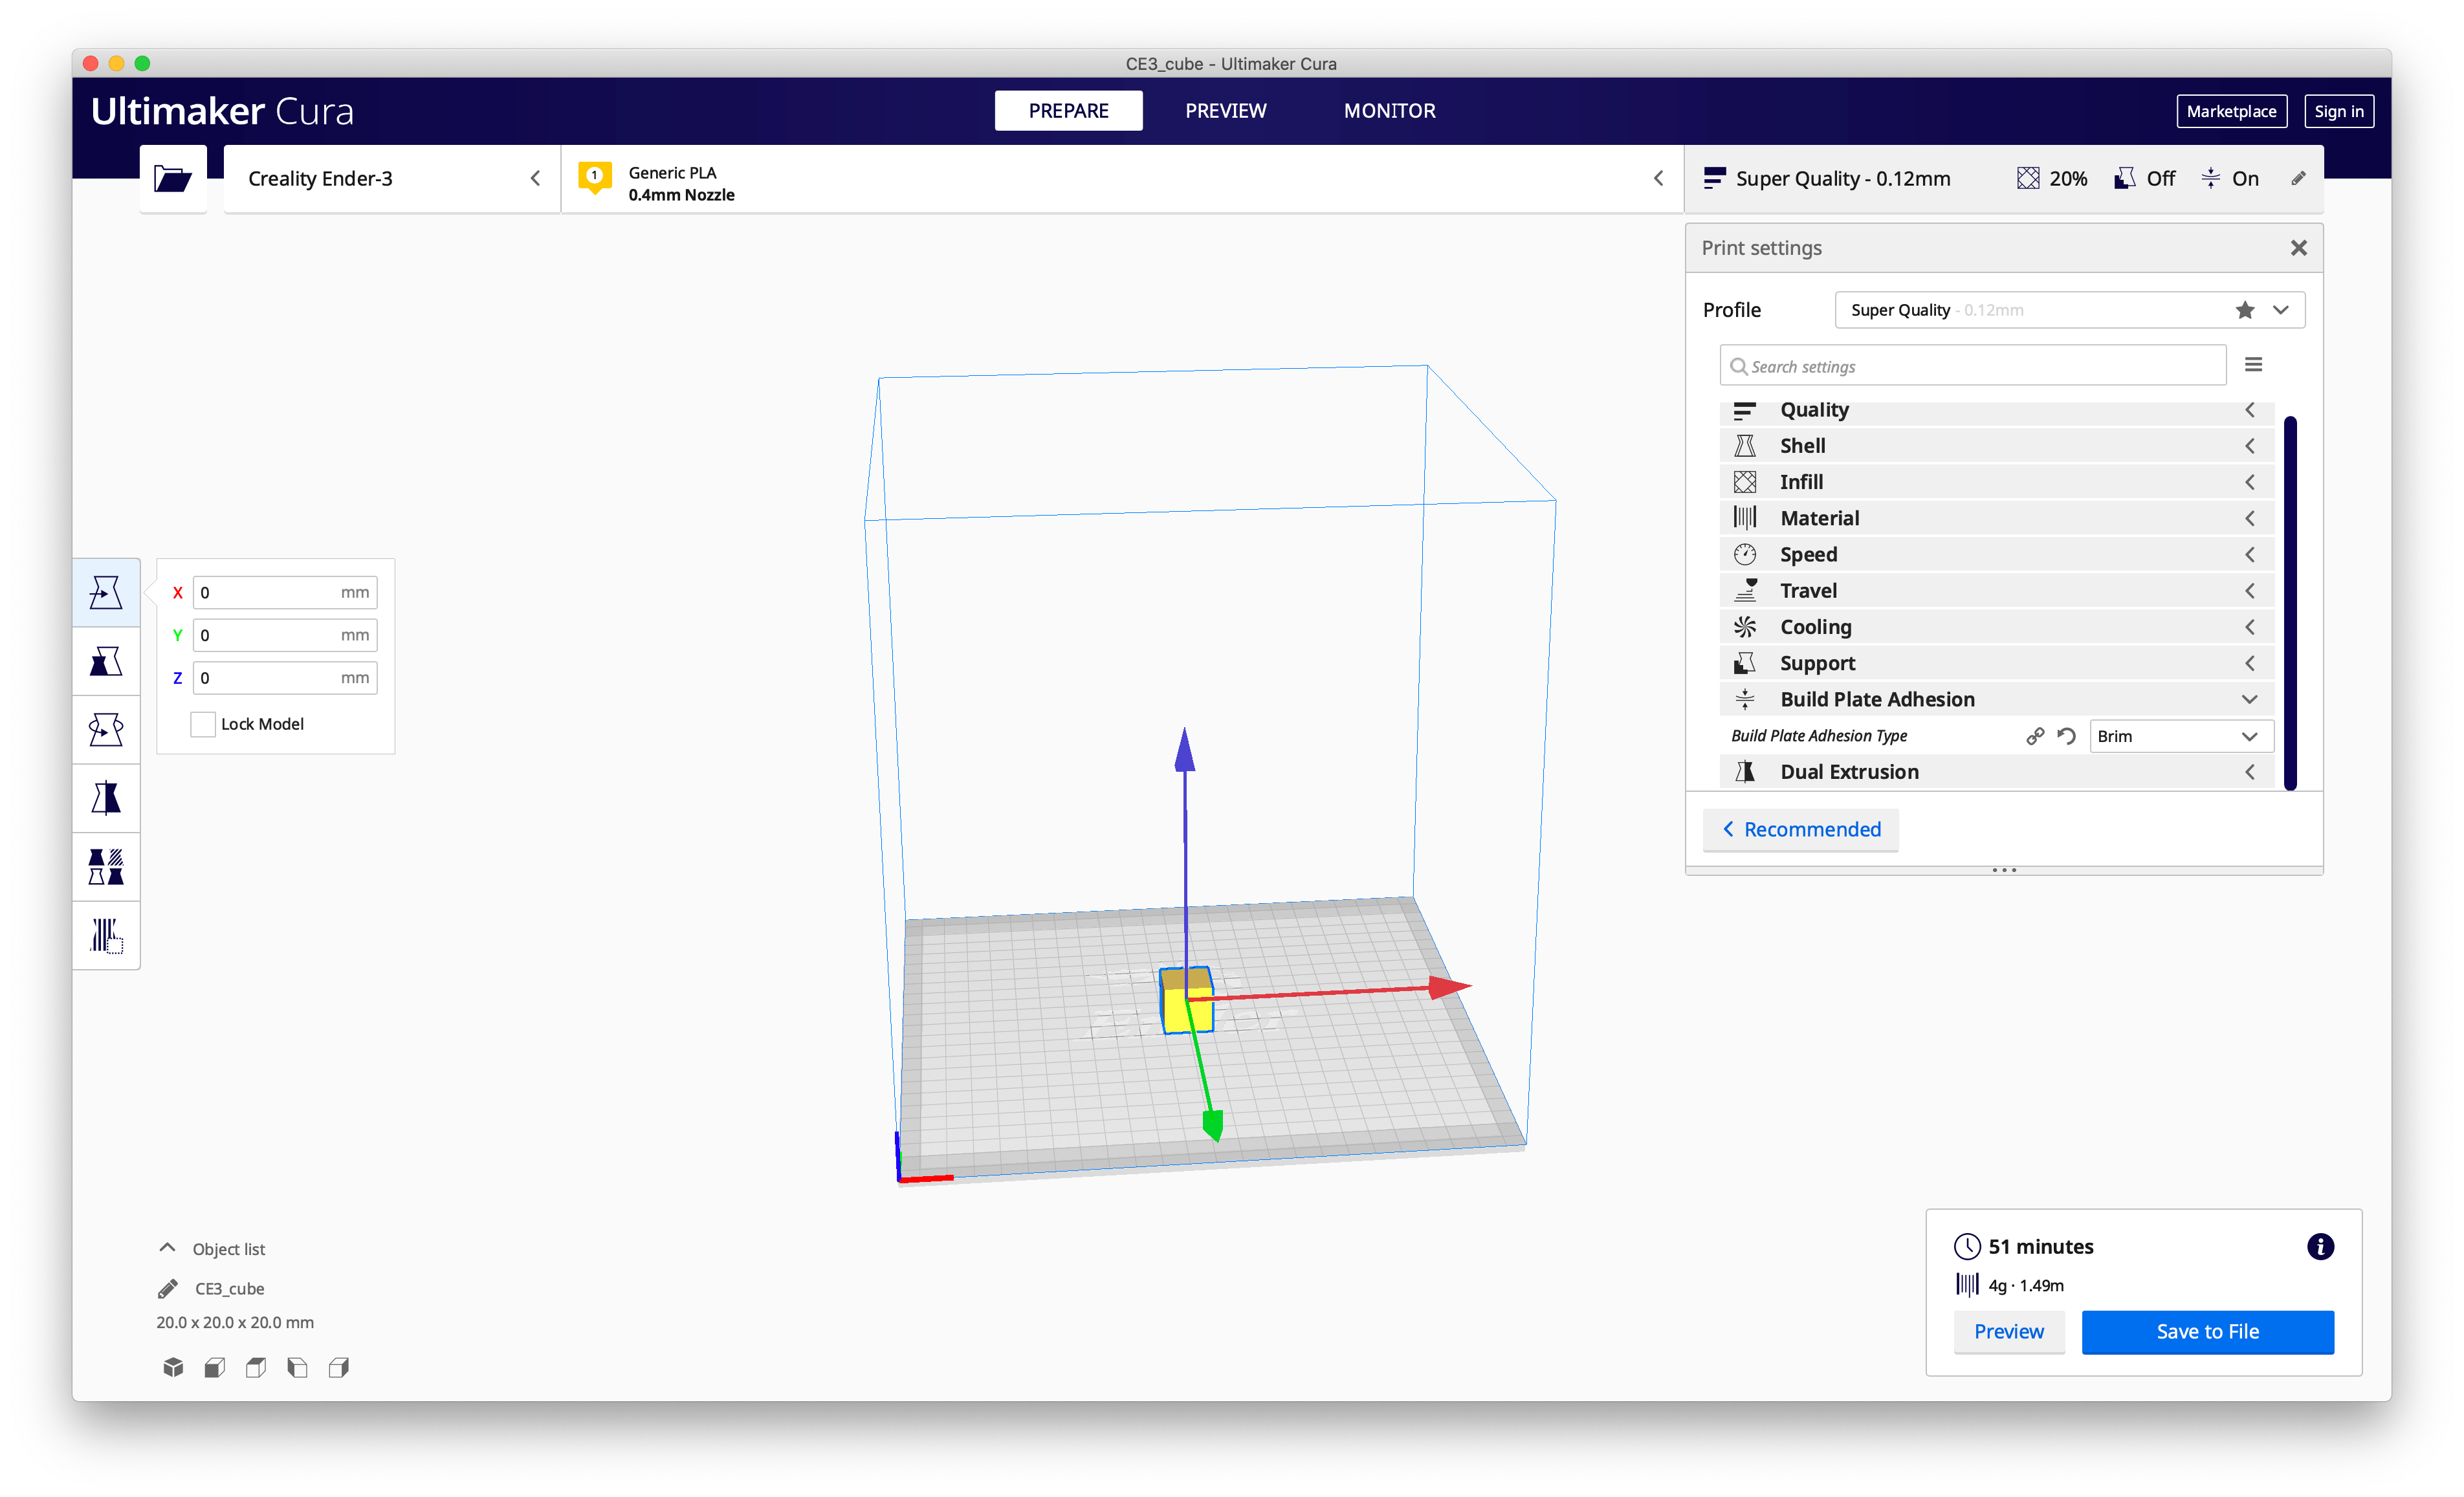 CE3_cube - Ultimaker Cura
Ultimaker Cura
PREPARE
PREVIEW
MONITOR
Marketplace
Sign in
Creality Ender-3
1
Generic PLA
0.4mm Nozzle
Super Quality - 0.12mm
20%
Off
On
Print settings
Profile
Super Quality - 0.12mm
Search settings
Quality
Shell
Infill
Material
Speed
Travel
Cooling
Support
Build Plate Adhesion
Build Plate Adhesion Type
Brim
Dual Extrusion
Recommended
X 0 mm
Y 0 mm
Z 0 mm
Lock Model
Object list
CE3_cube
20.0 x 20.0 x 20.0 mm
51 minutes
4g · 1.49m
Preview
Save to File